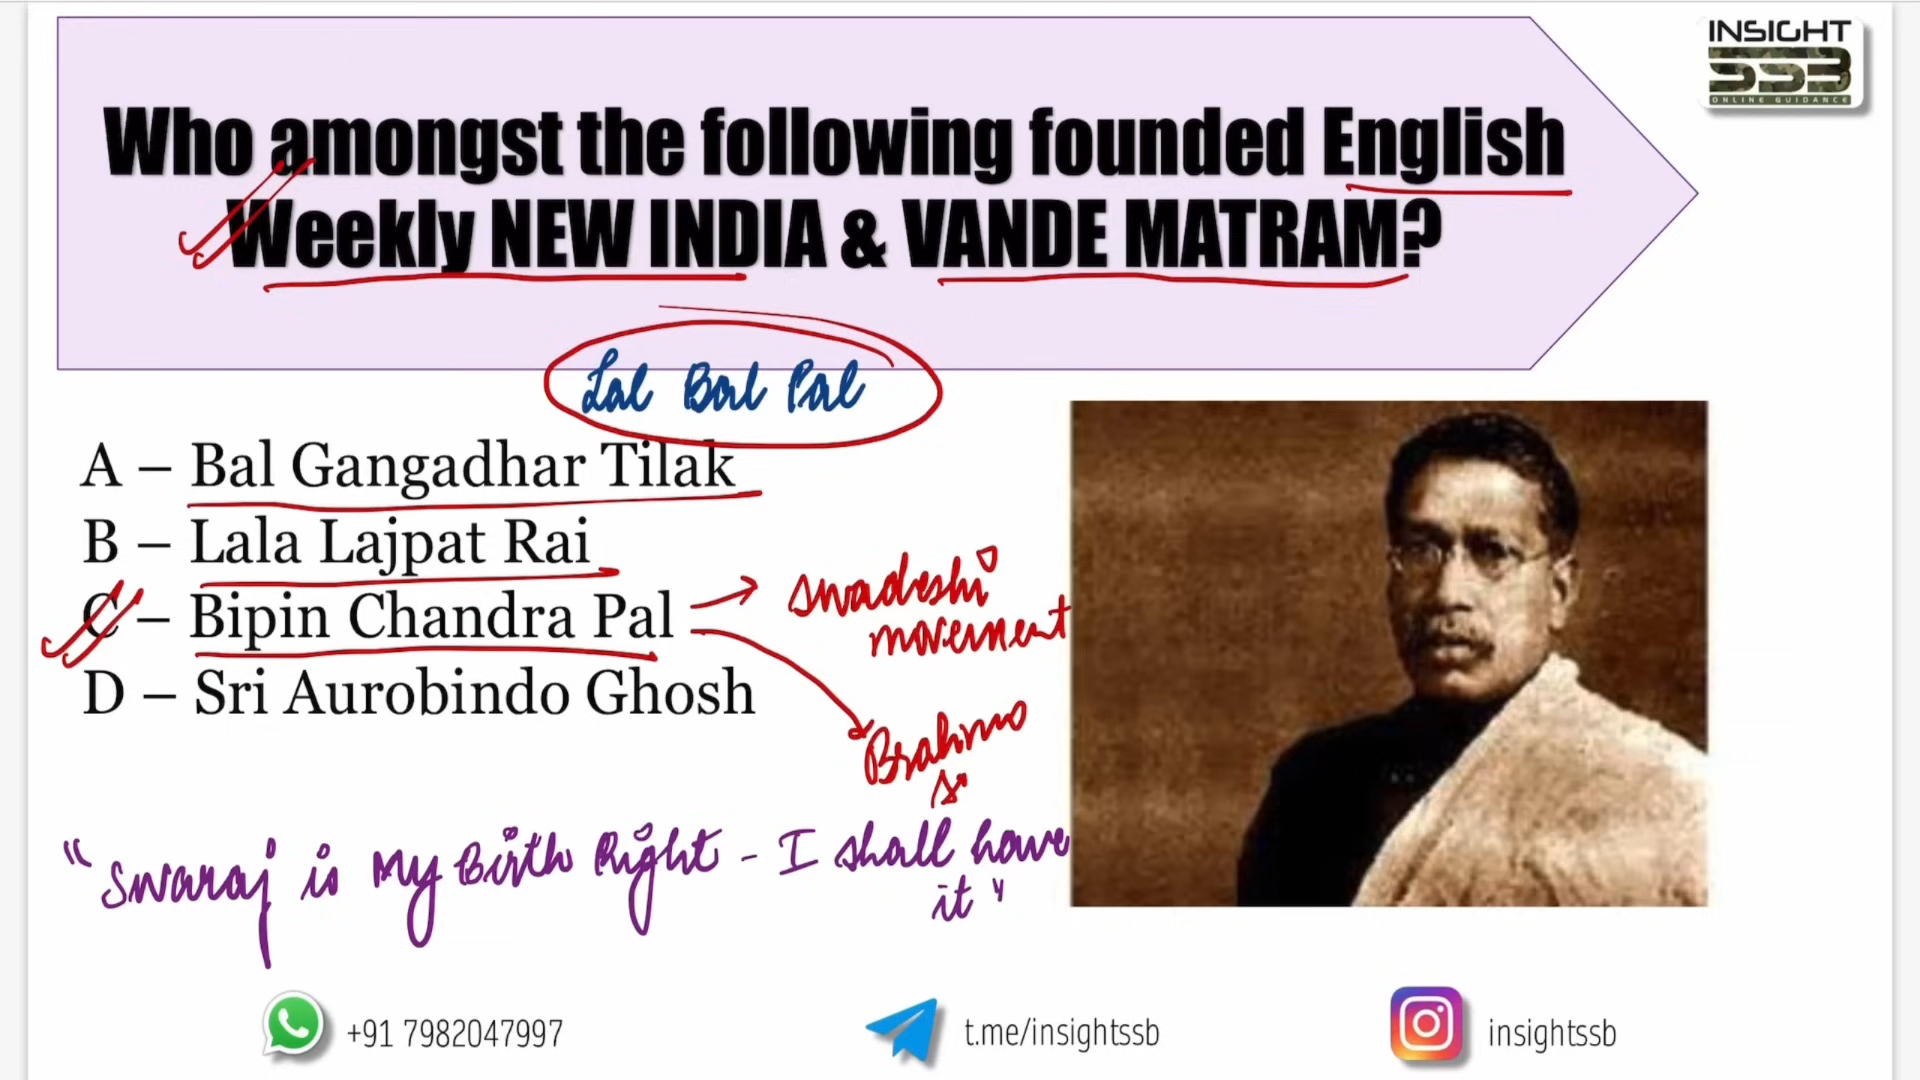 INSIGHT
SSB
ONLINE GUIDANCE
Who amongst the following founded English
Weekly NEW INDIA & VANDE MATRAM?
Lal Bal Pal
A – Bal Gangadhar Tilak
B – Lala Lajpat Rai
C – Bipin Chandra Pal
D – Sri Aurobindo Ghosh
swadeshi
movement
Brahmo
"Swaraj is My Birth Right - I shall have
it"
+91 7982047997
t.me/insightssb
insightssb